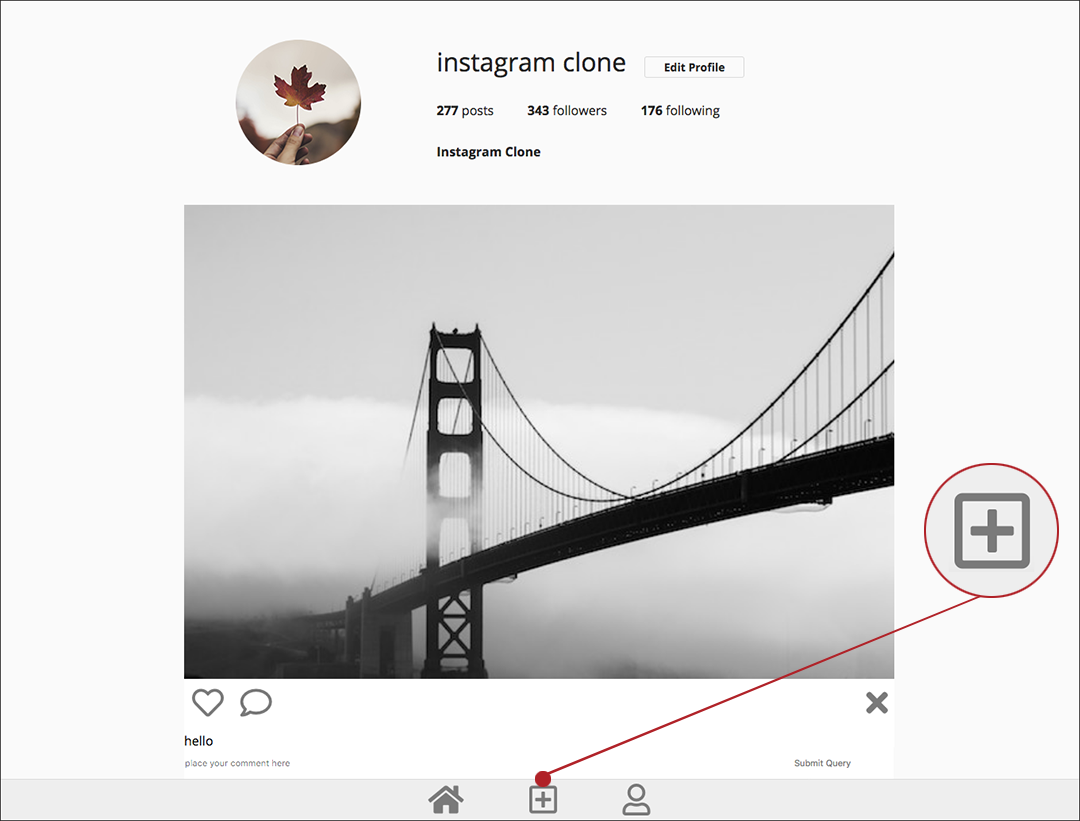 instagram clone Edit Profile
277 posts 343 followers 176 following
Instagram Clone
hello
place your comment here Submit Query